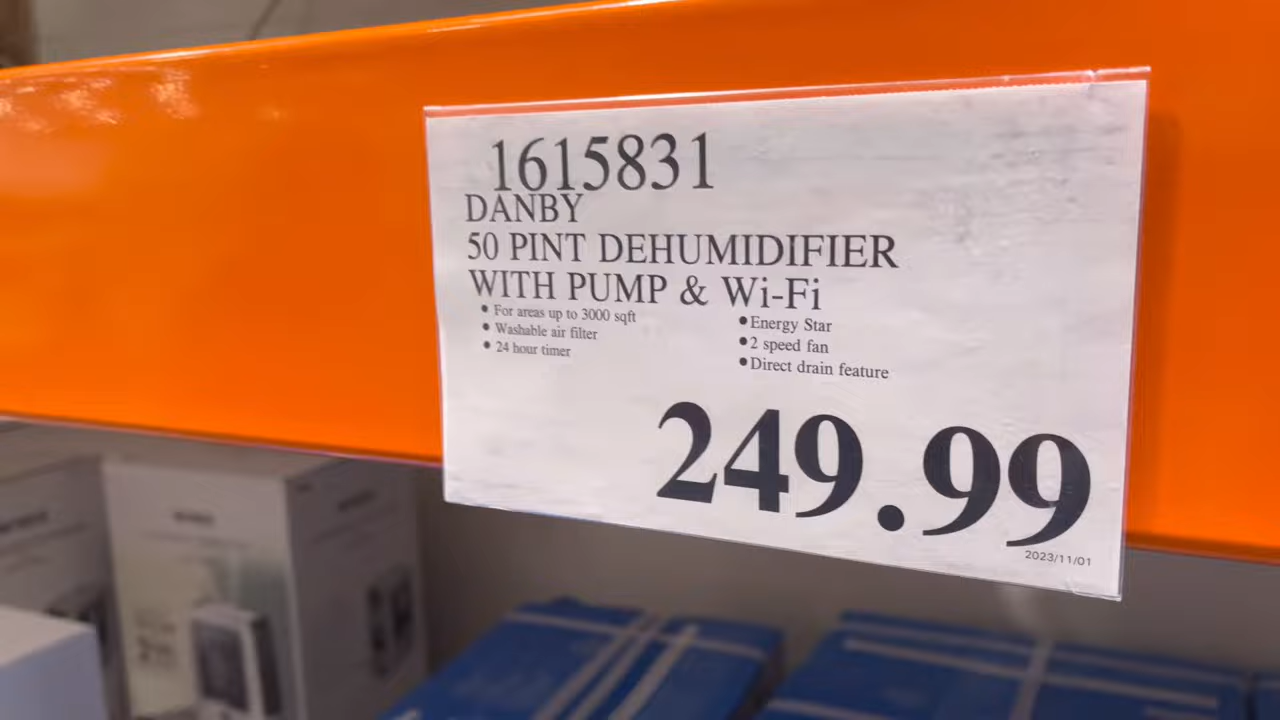 1615831
DANBY
50 PINT DEHUMIDIFIER
WITH PUMP & Wi-Fi
• For areas up to 3000 sqft
• Washable air filter
• 24 hour timer
• Energy Star
• 2 speed fan
• Direct drain feature
249.99
2023/11/01